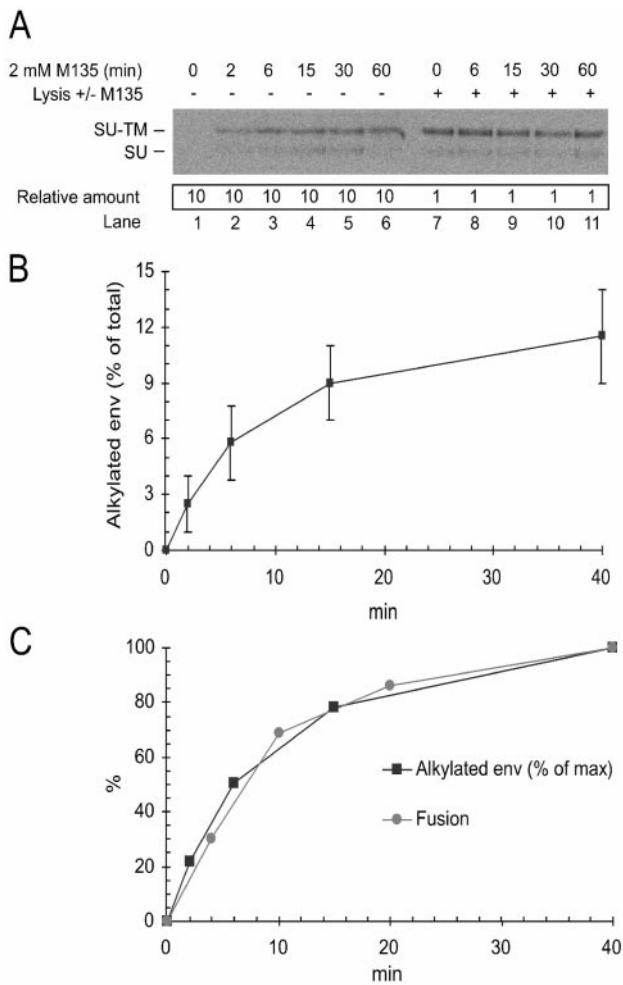 A
2 mM M135 (min) 0 2 6 15 30 60 0 6 15 30 60
Lysis +/- M135 - - - - - - + + + + +
SU-TM –
SU –
Relative amount 10 10 10 10 10 10 1 1 1 1 1
Lane 1 2 3 4 5 6 7 8 9 10 11
B
Alkylated env (% of total)
15
12
9
6
3
0
0 10 20 30 40
min
C
%
100
80
60
40
20
0
Alkylated env (% of max)
Fusion
0 10 20 30 40
min